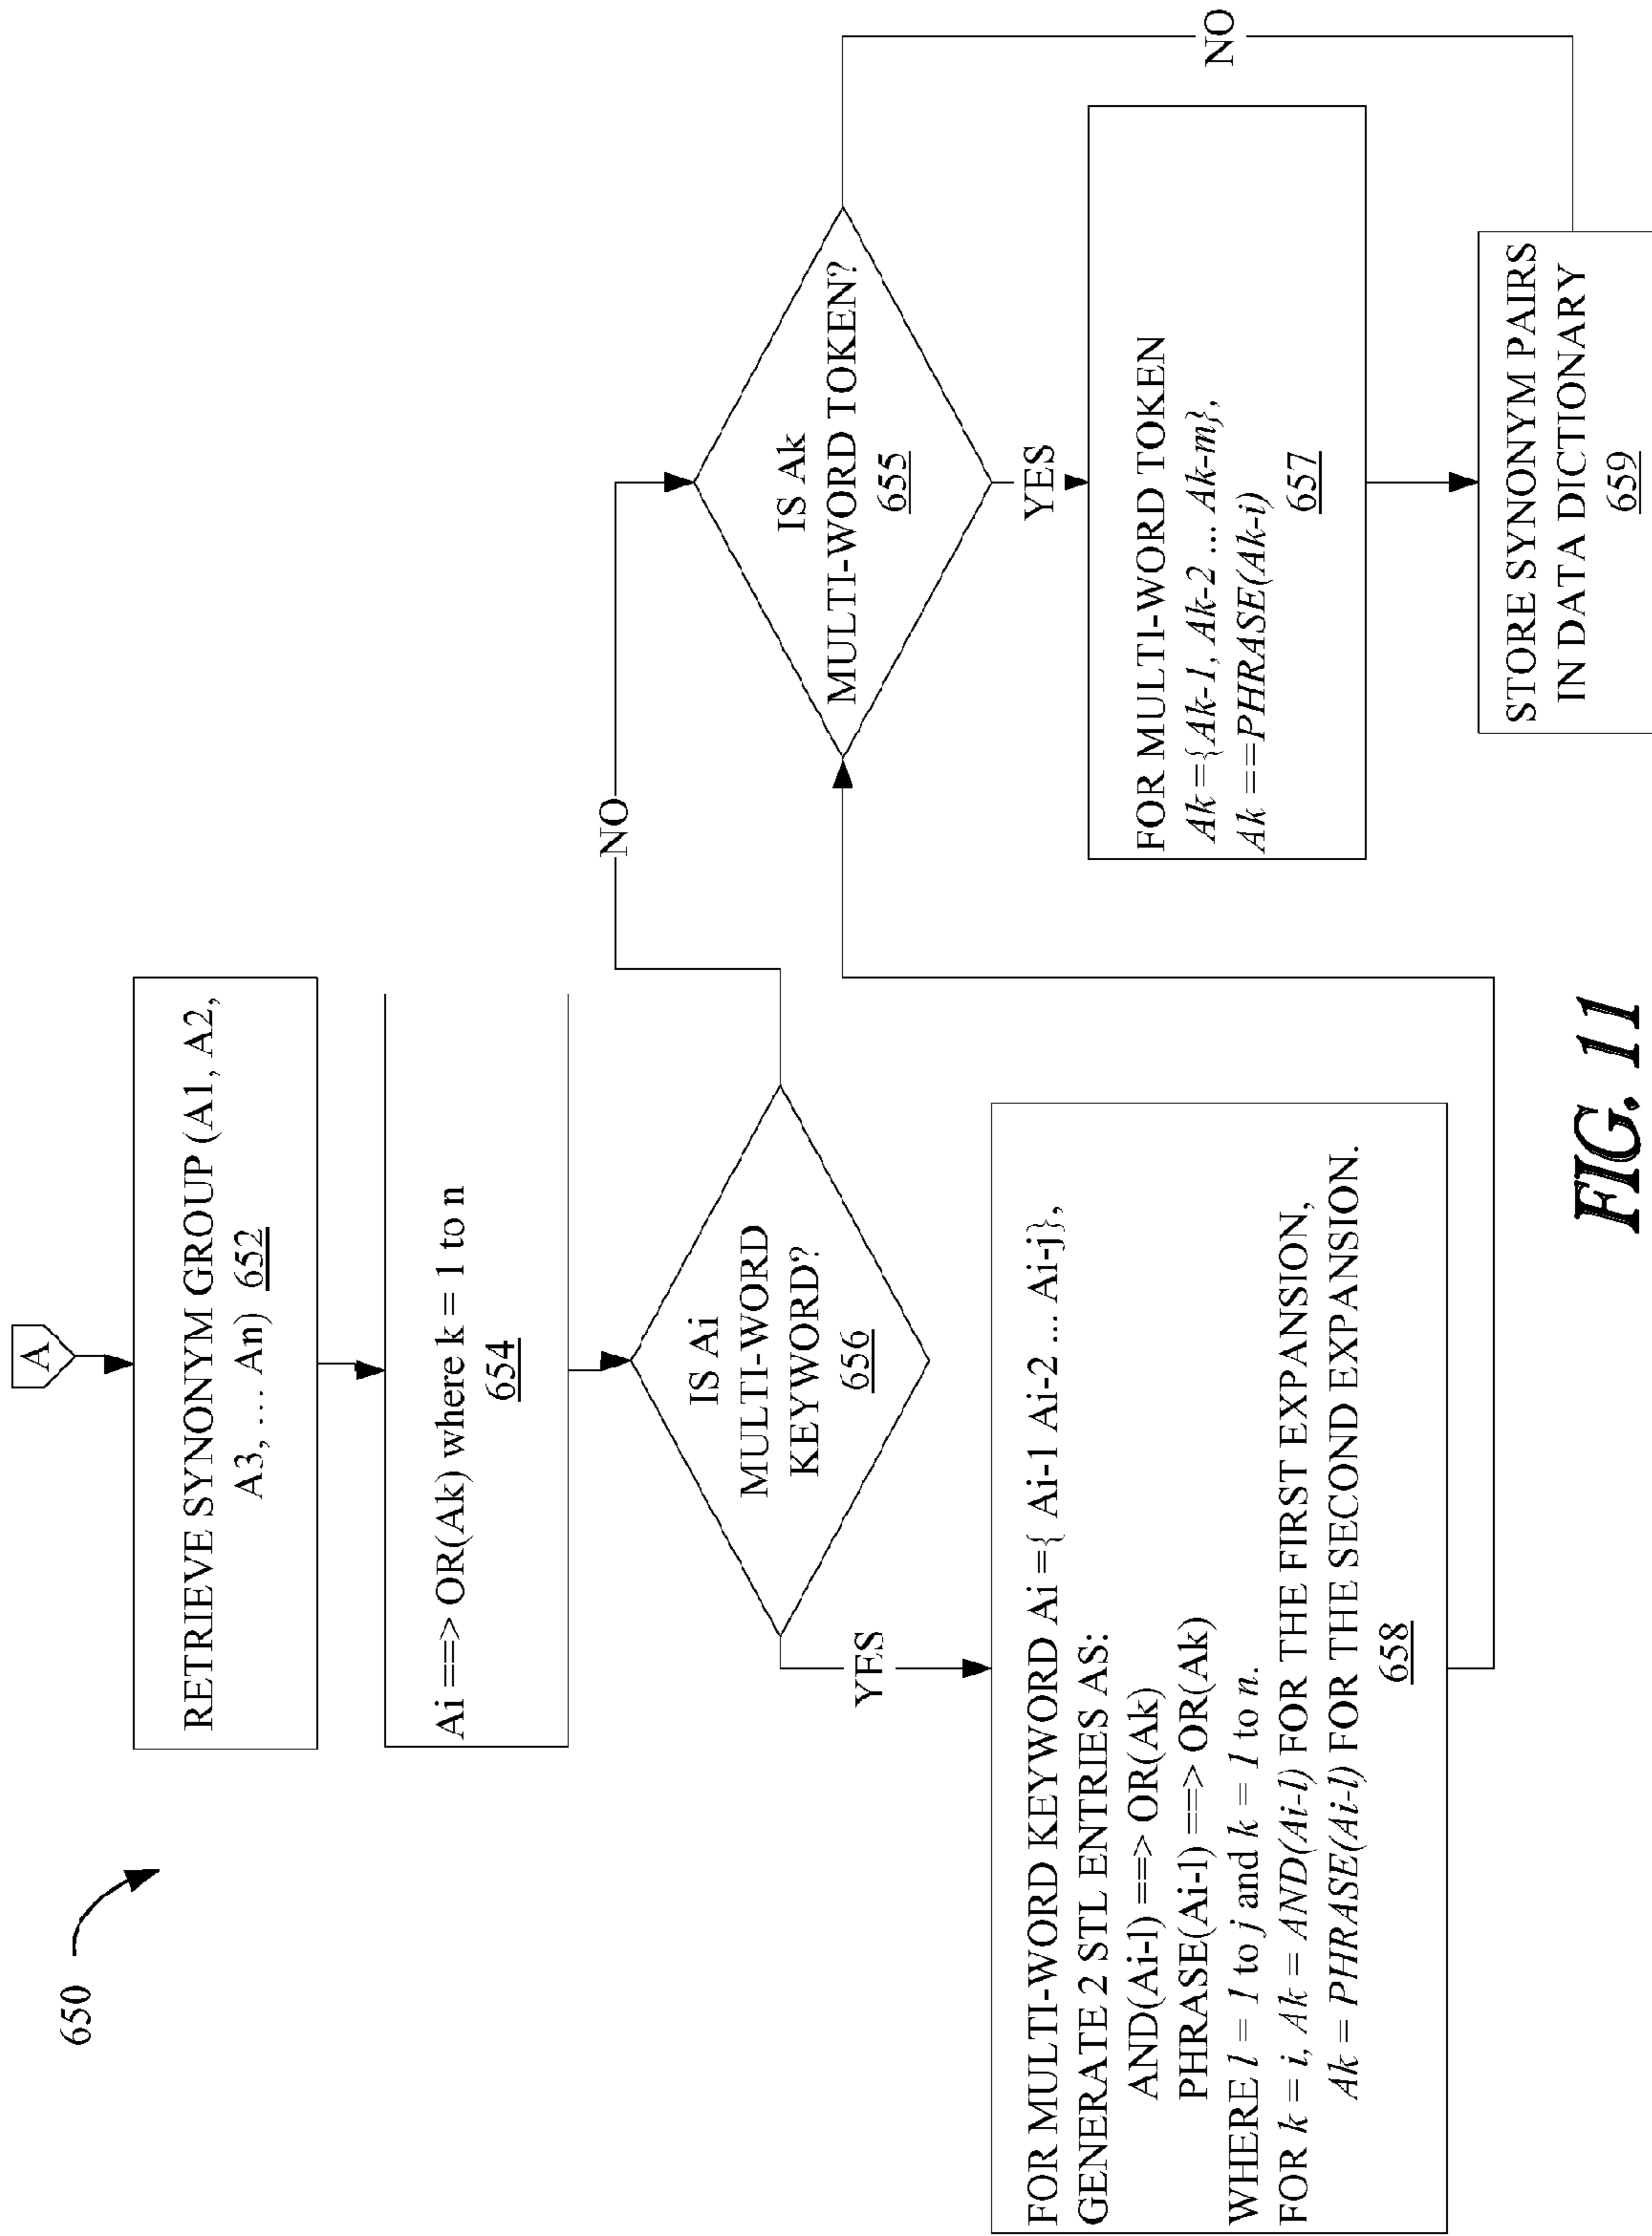 650
A
RETRIEVE SYNONYM GROUP (A1, A2,
A3, ... An) 652
Ai ==> OR(Ak) where k = 1 to n
654
IS Ai
MULTI-WORD
KEYWORD?
656
YES
NO
FOR MULTI-WORD KEYWORD Ai ={ Ai-1 Ai-2 ... Ai-j},
GENERATE 2 STL ENTRIES AS:
AND(Ai-l) ==> OR(Ak)
PHRASE(Ai-l) ==> OR(Ak)
WHERE l = 1 to j and k = 1 to n.
FOR k = i, Ak = AND(Ai-l) FOR THE FIRST EXPANSION,
Ak = PHRASE(Ai-l) FOR THE SECOND EXPANSION.
658
IS Ak
MULTI-WORD TOKEN?
655
YES
NO
FOR MULTI-WORD TOKEN
Ak ={Ak-1, Ak-2 ... Ak-m},
Ak ==PHRASE(Ak-i)
657
STORE SYNONYM PAIRS
IN DATA DICTIONARY
659
FIG. 11